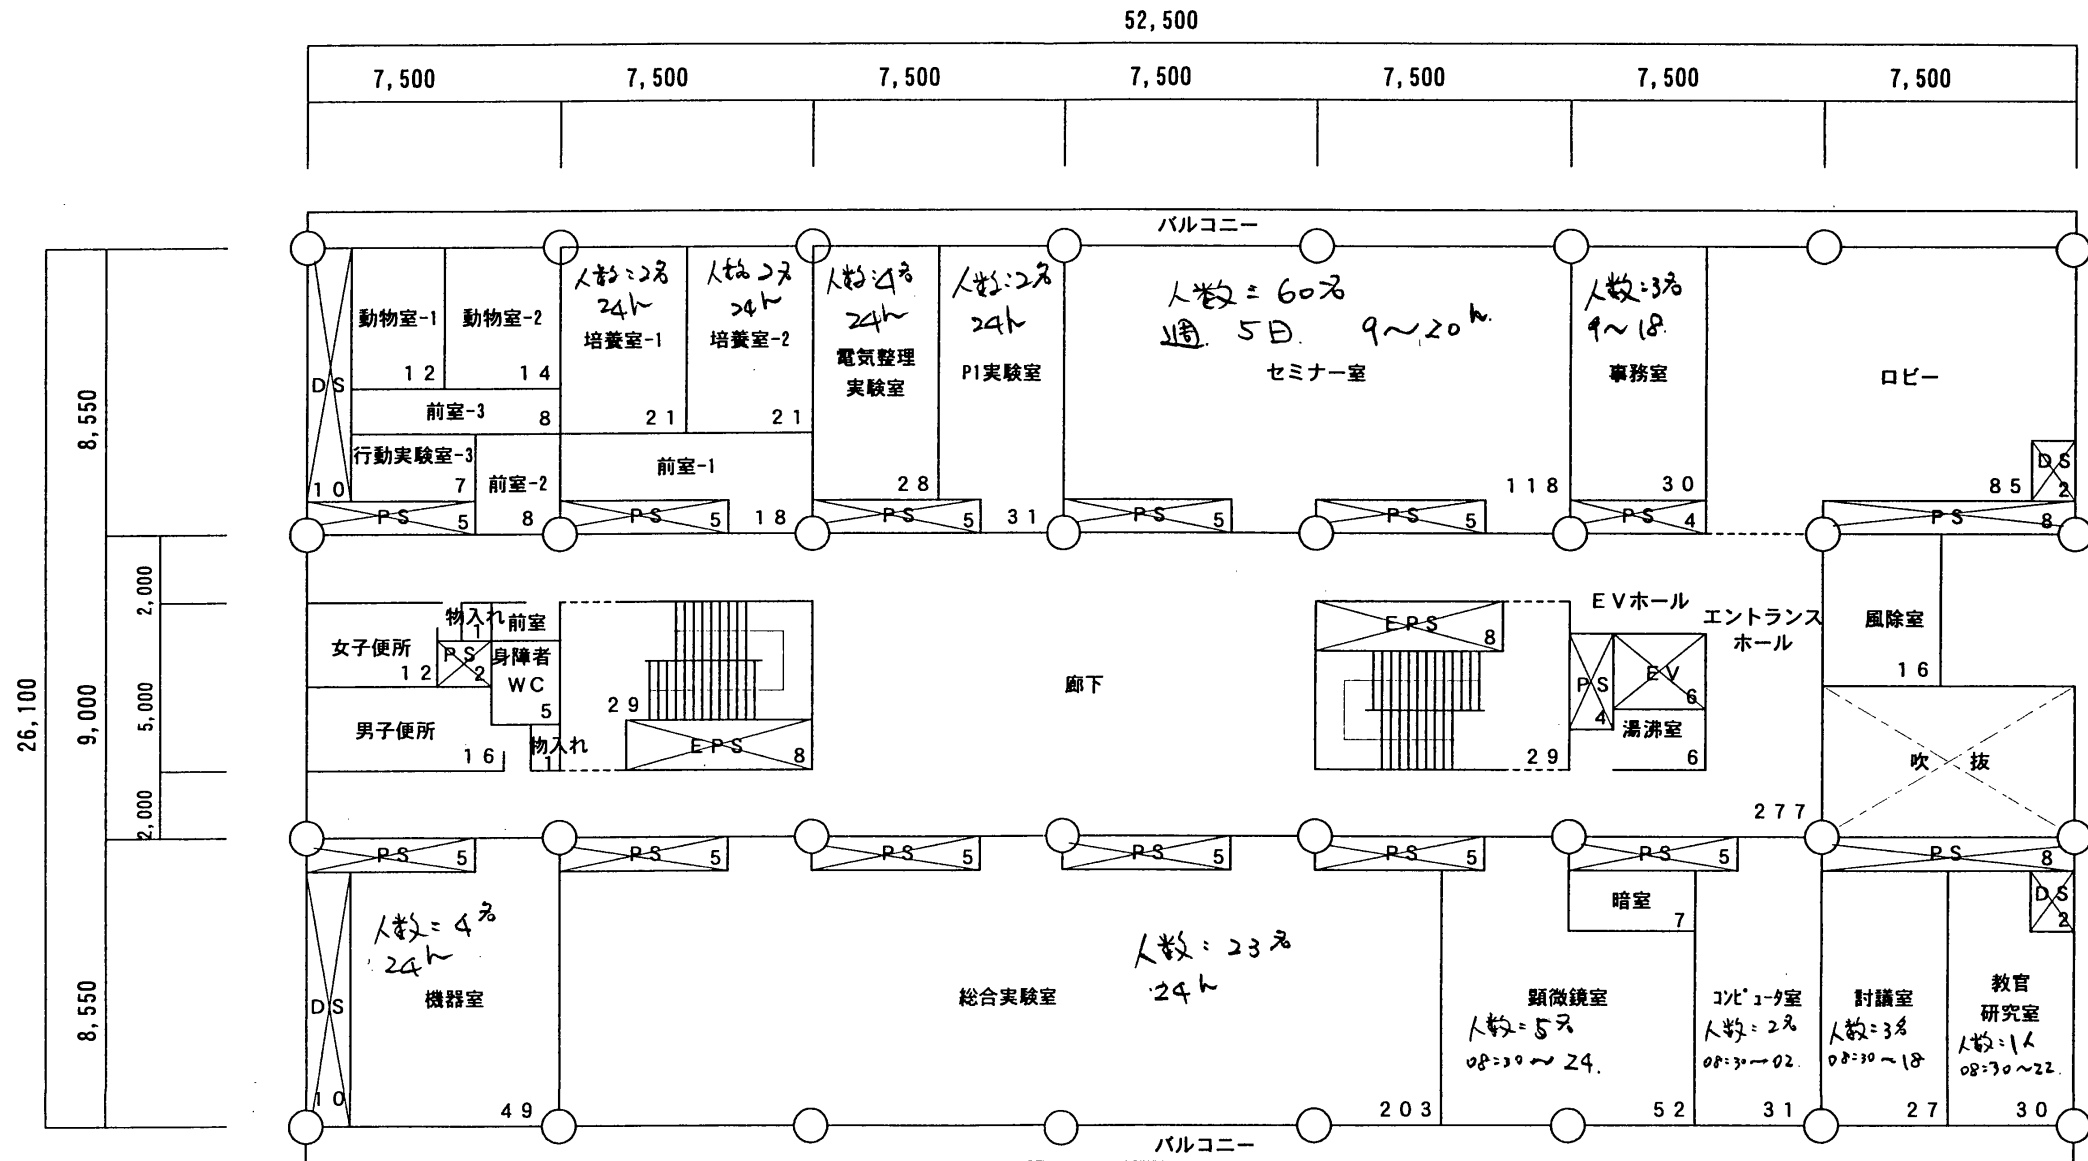 52,500
7,500 7,500 7,500 7,500 7,500 7,500 7,500
バルコニー
人数=2名
24h
培養室-1
21
人数 2名
24h
培養室-2
21
人数:4名
24h
電気整理
実験室
28
人数:2名
24h
P1実験室
31
人数=60名
週 5日. 9~20h.
セミナー室
118
人数=3名
9~18.
事務室
30
ロビー
85
DS
2
動物室-1
12
動物室-2
14
DS
10
前室-3
8
行動実験室-3
7
前室-2
8
前室-1
18
PS 5
PS 5
PS 5
PS 5
PS 5
PS 4
PS 8
8,550
2,000
26,100
9,000
5,000
2,000
8,550
物入れ
1
前室
女子便所
12
PS
2
身障者
WC
5
男子便所
16
物入れ
1
29
EPS 8
廊下
EPS 8
29
EVホール
エントランス
ホール
PS
4
EV
6
湯沸室
6
277
風除室
16
吹 抜
PS 5
PS 5
PS 5
PS 5
PS 5
PS 5
PS 8
DS
10
人数=4名
24h
機器室
49
人数:23名
24h
総合実験室
203
暗室
7
顕微鏡室
人数=5名
08:30~24.
52
コンピュータ室
人数=2名
08:30~02.
31
討議室
人数=3名
08:30~18
27
DS
2
教官
研究室
人数:1人
08:30~22.
30
バルコニー